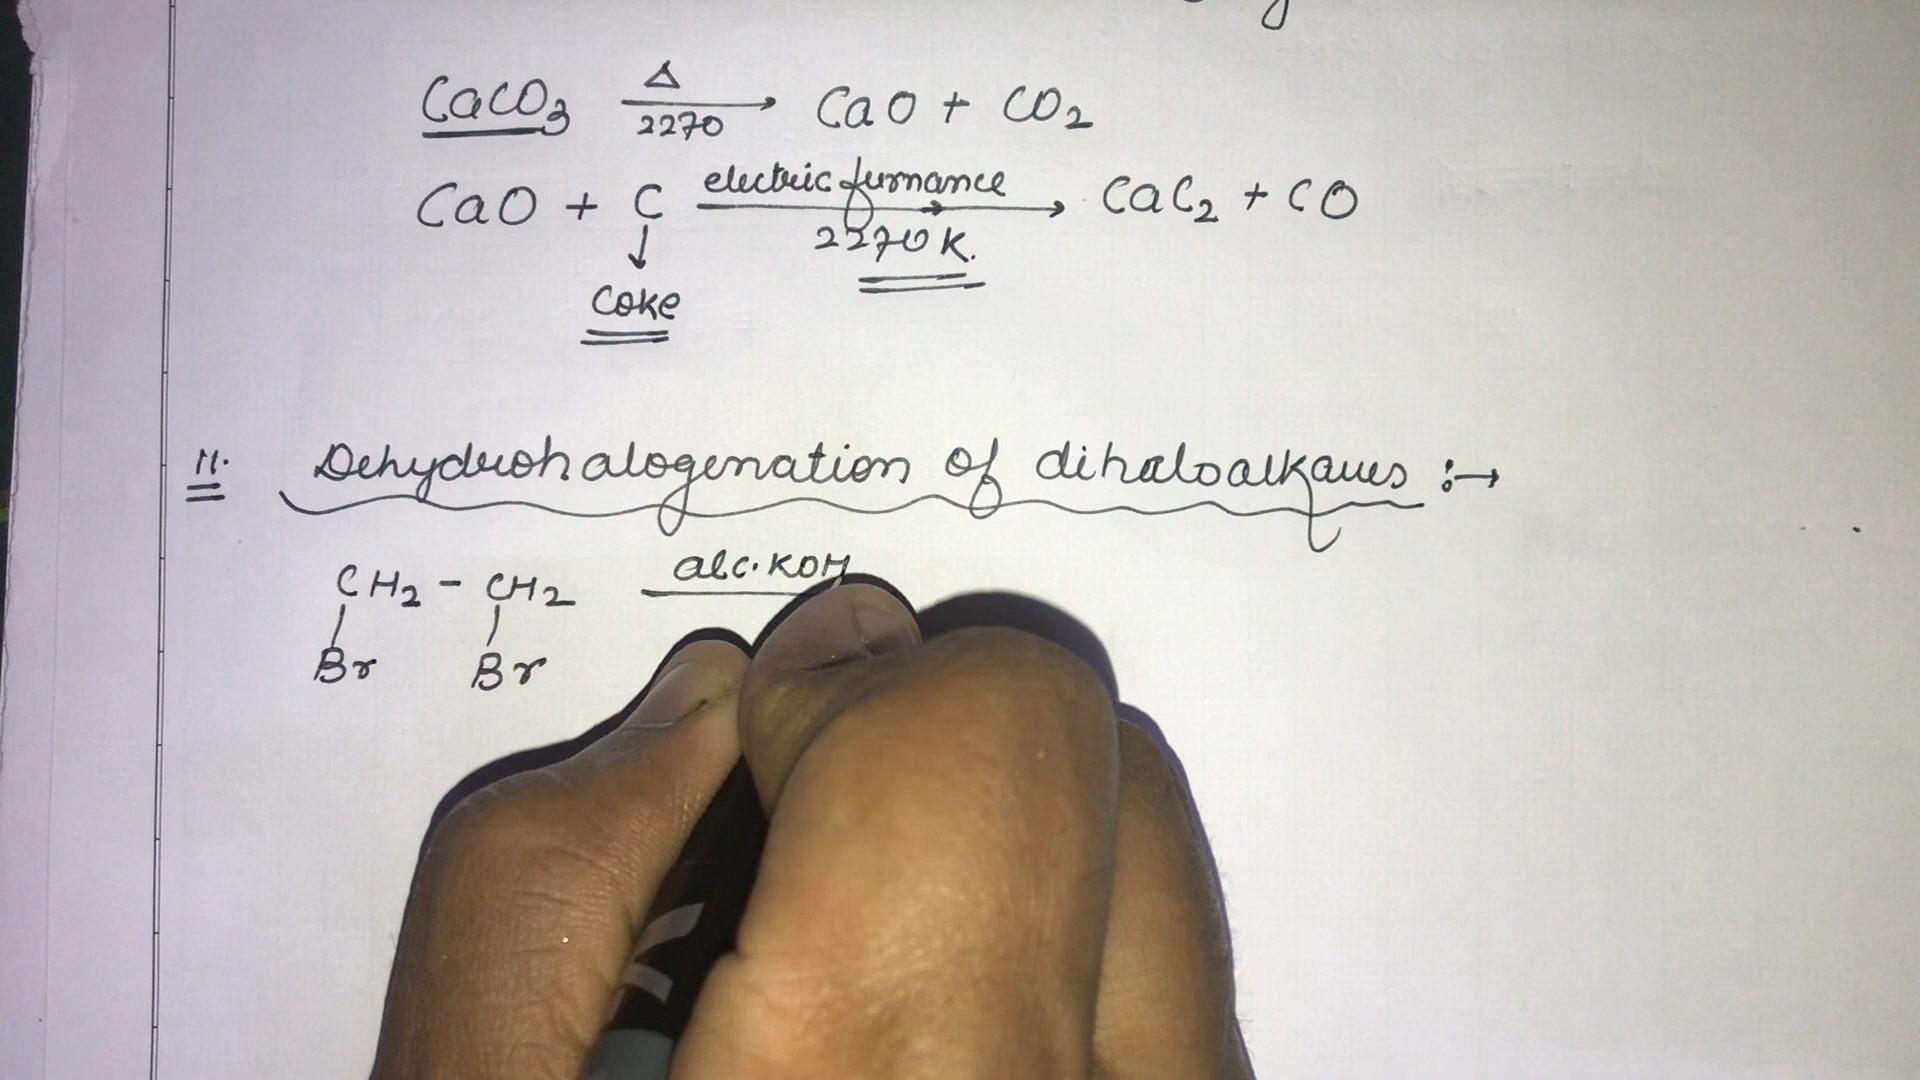 CaCO3 Δ 2270 → CaO + CO2
CaO + C electric furnance 2270 K. → CaC2 + CO
↓
Coke
11. Dehydrohalogenation of dihaloalkanes :→
CH2 - CH2 alc.KOH
Br Br